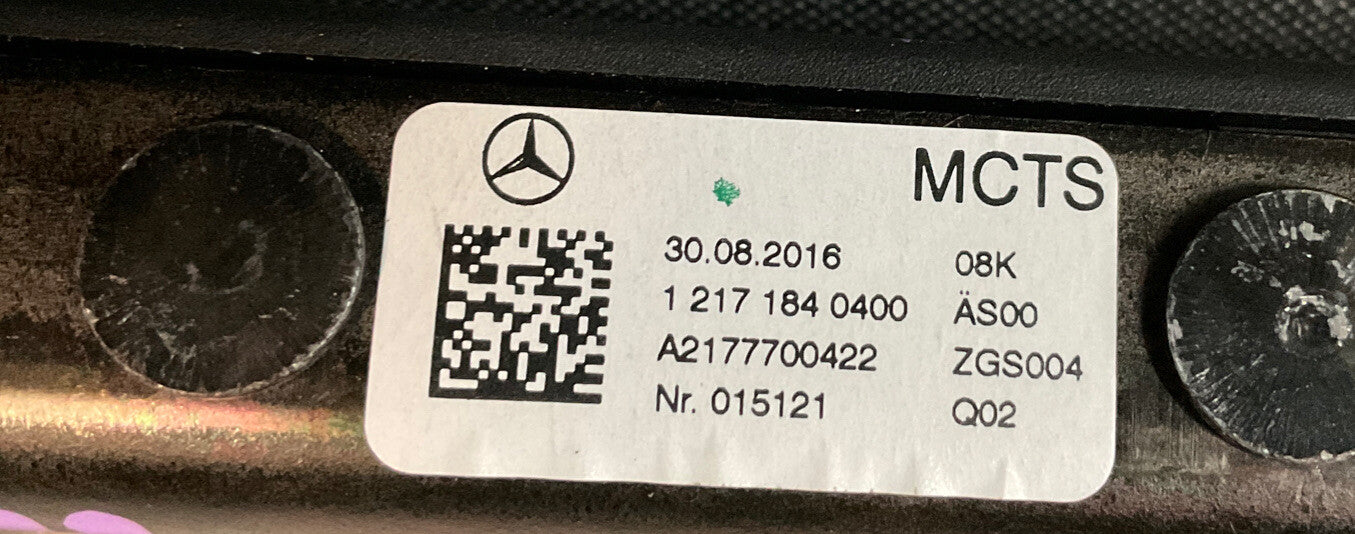 MCTS
30.08.2016 08K
1 217 184 0400 ÄS00
A2177700422 ZGS004
Nr. 015121 Q02